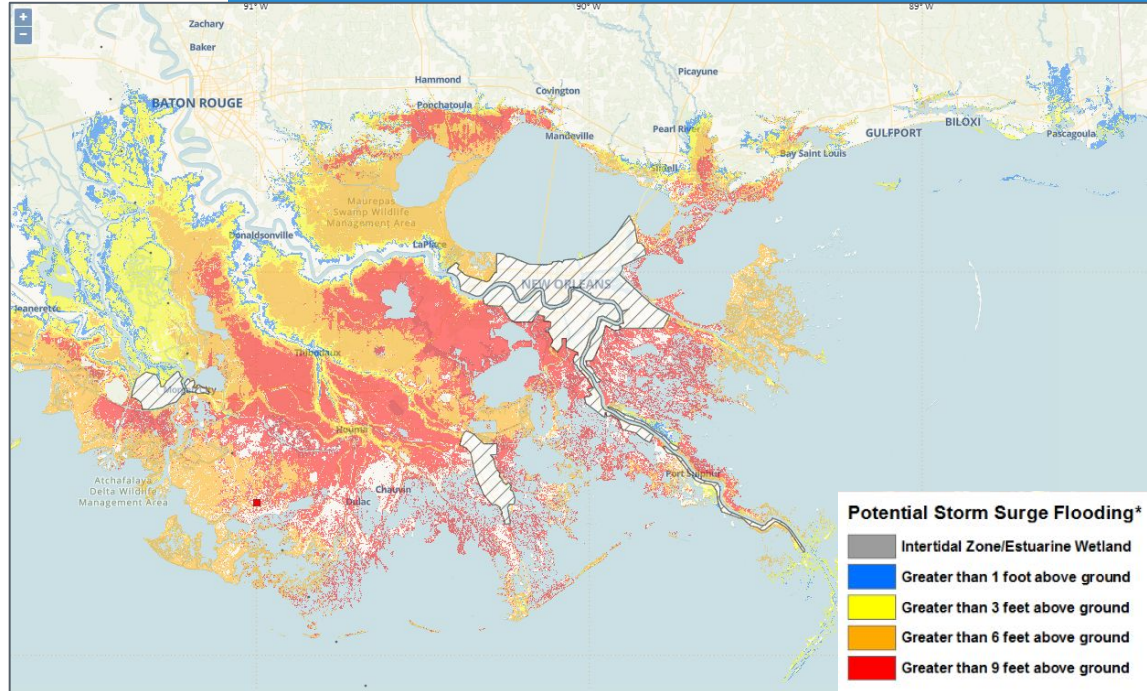 91° W
90° W
89° W
+
−
Zachary
Baker
BATON ROUGE
Hammond
Ponchatoula
Covington
Mandeville
Picayune
Pearl River
Slidell
Bay Saint Louis
GULFPORT
BILOXI
Pascagoula
Maurepas
Swamp Wildlife
Management Area
Donaldsonville
LaPlace
NEW ORLEANS
Jeanerette
Thibodaux
Morgan City
Houma
Atchafalaya
Delta Wildlife
Management Area
Dulac
Chauvin
Port Sulphur
Potential Storm Surge Flooding*
Intertidal Zone/Estuarine Wetland
Greater than 1 foot above ground
Greater than 3 feet above ground
Greater than 6 feet above ground
Greater than 9 feet above ground